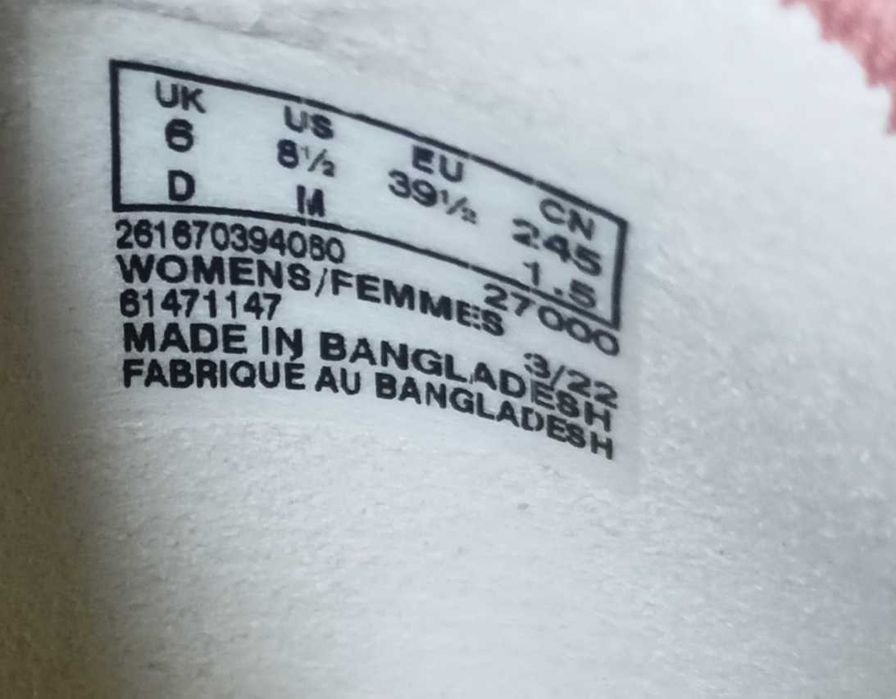 UK US EU CN
6 8½ 39½ 245
D M 1.5
261670394060 27000
WOMENS/FEMMES
61471147 3/22
MADE IN BANGLADESH
FABRIQUÉ AU BANGLADESH